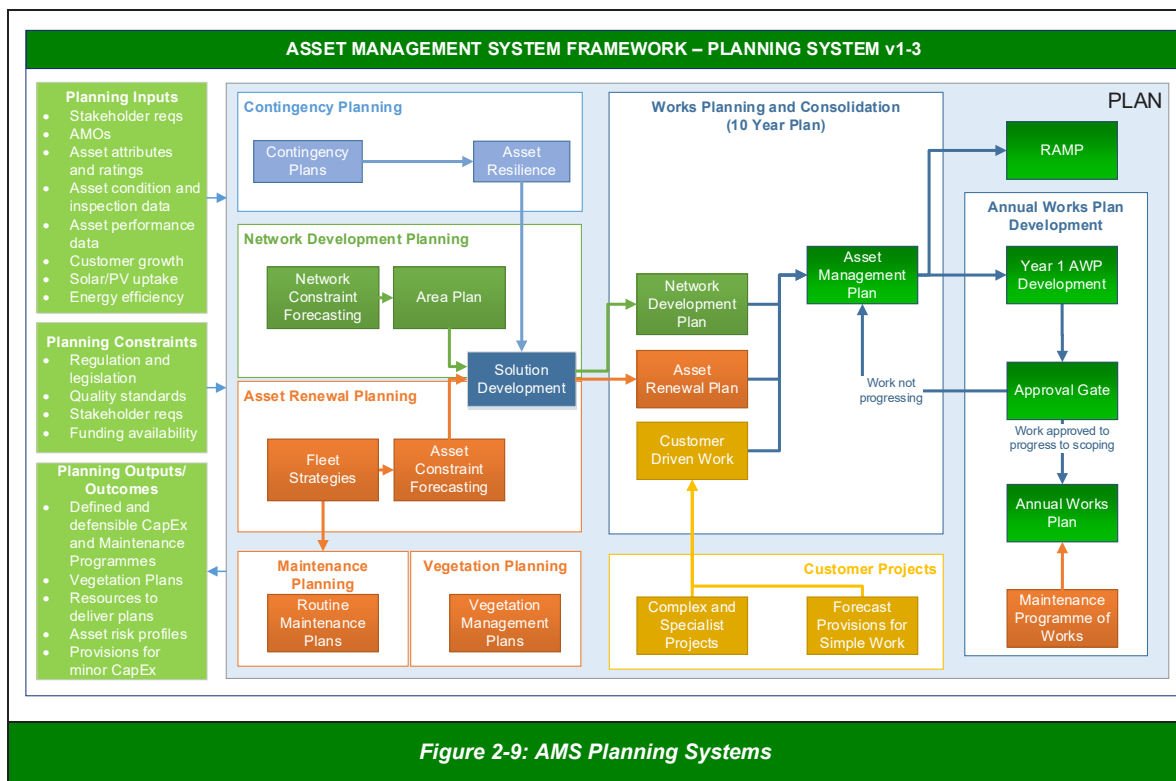 ASSET MANAGEMENT SYSTEM FRAMEWORK – PLANNING SYSTEM v1-3
Planning Inputs
• Stakeholder reqs
• AMOs
• Asset attributes
and ratings
• Asset condition and
inspection data
• Asset performance
data
• Customer growth
• Solar/PV uptake
• Energy efficiency
Planning Constraints
• Regulation and
legislation
• Quality standards
• Stakeholder reqs
• Funding availability
Planning Outputs/
Outcomes
• Defined and
defensible CapEx
and Maintenance
Programmes
• Vegetation Plans
• Resources to
deliver plans
• Asset risk profiles
• Provisions for
minor CapEx
PLAN
Contingency Planning
Contingency
Plans
Asset
Resilience
Network Development Planning
Network
Constraint
Forecasting
Area Plan
Solution
Development
Asset Renewal Planning
Fleet
Strategies
Asset
Constraint
Forecasting
Maintenance
Planning
Routine
Maintenance
Plans
Vegetation Planning
Vegetation
Management
Plans
Works Planning and Consolidation
(10 Year Plan)
Network
Development
Plan
Asset
Renewal Plan
Customer
Driven Work
Asset
Management
Plan
Work not
progressing
Customer Projects
Complex and
Specialist
Projects
Forecast
Provisions for
Simple Work
RAMP
Annual Works Plan
Development
Year 1 AWP
Development
Approval Gate
Work approved to
progress to scoping
Annual Works
Plan
Maintenance
Programme of
Works
Figure 2-9: AMS Planning Systems